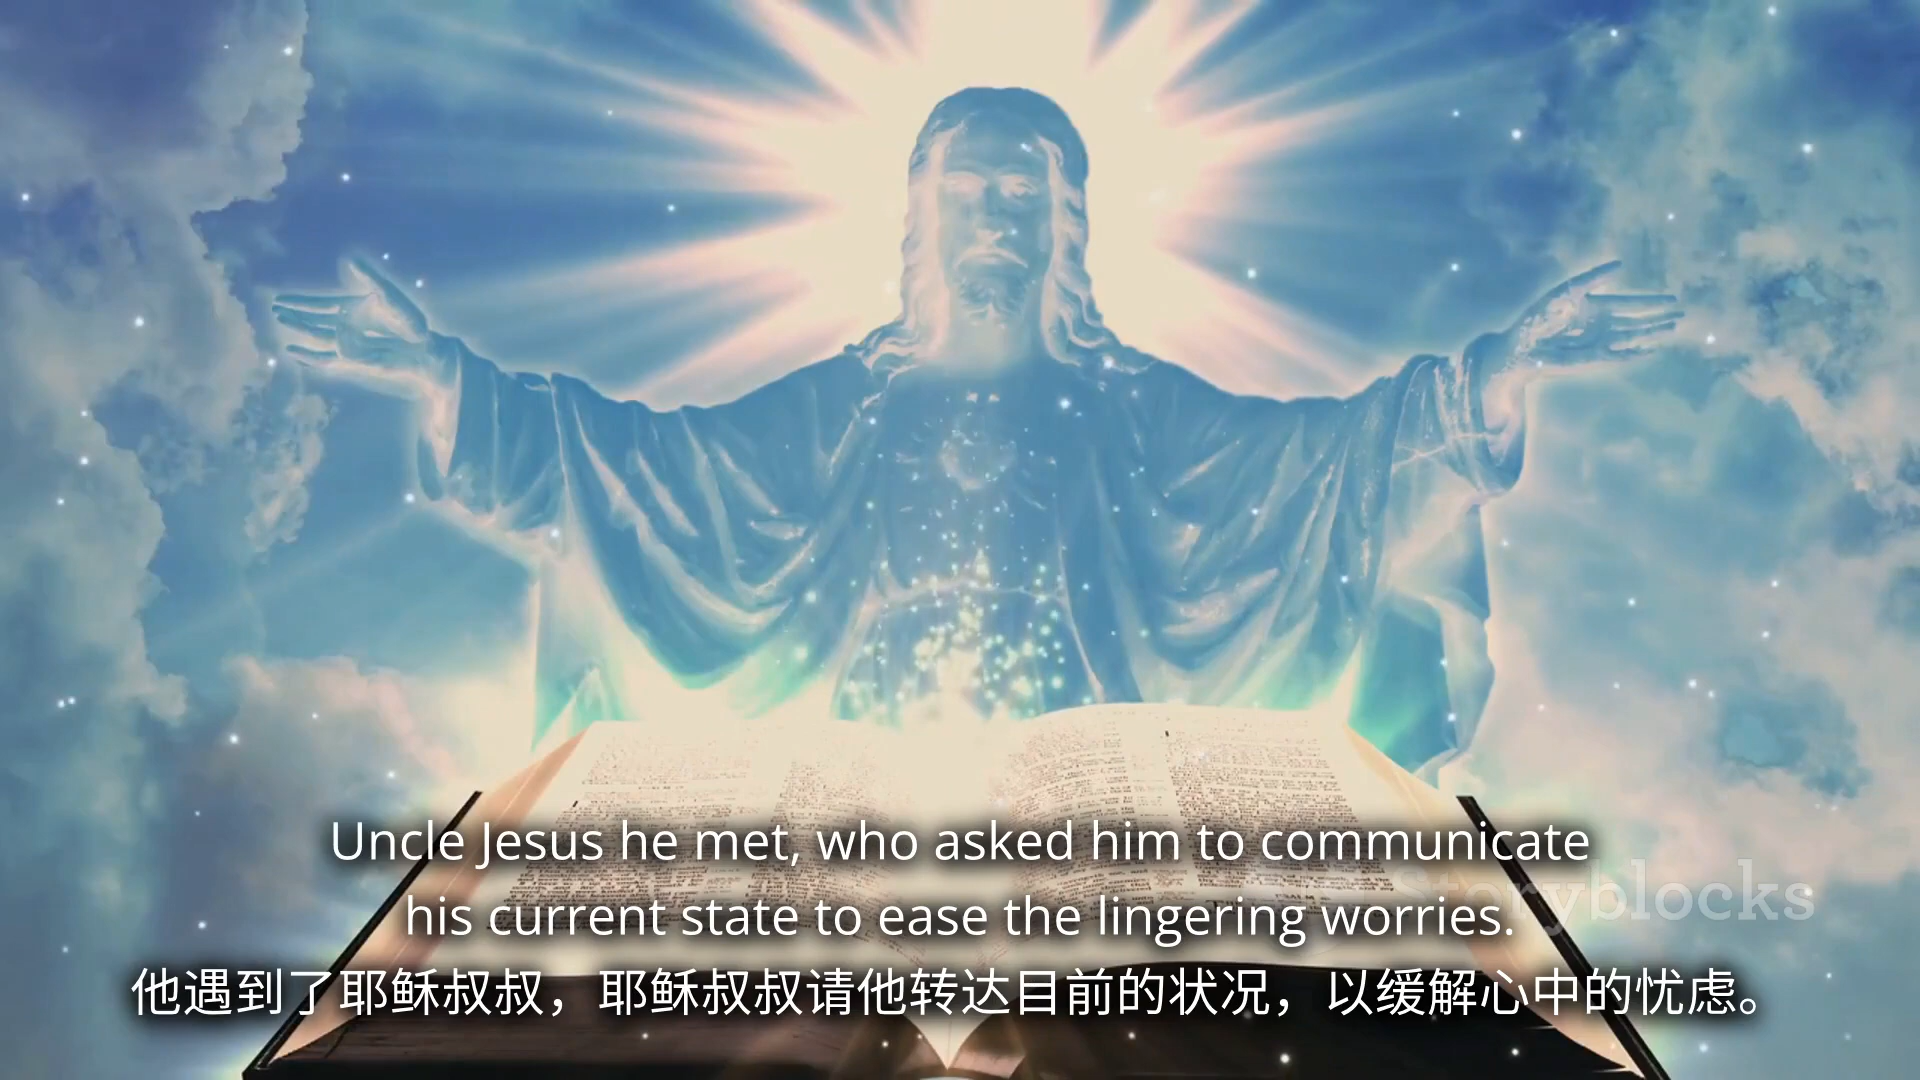 Uncle Jesus he met, who asked him to communicate
his current state to ease the lingering worries.
他遇到了耶稣叔叔，耶稣叔叔请他转达目前的状况，以缓解心中的忧虑。
Storyblocks